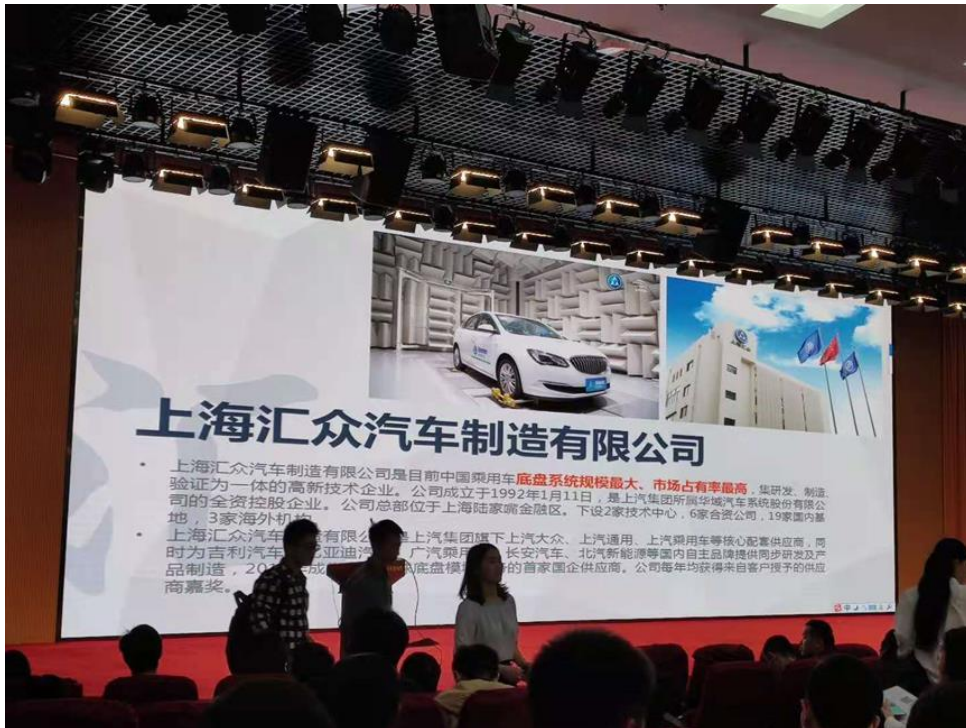 上海汇众汽车制造有限公司
• 上海汇众汽车制造有限公司是目前中国乘用车底盘系统规模最大、市场占有率最高，集研发、制造、
验证为一体的高新技术企业。公司成立于1992年1月11日，是上汽集团所属华域汽车系统股份有限公
司的全资控股企业。公司总部位于上海陆家嘴金融区。下设2家技术中心，6家合资公司，19家国内基
地，3家海外机
• 上海汇众汽 有限公司是上汽集团旗下上汽大众、上汽通用、上汽乘用车等核心配套供应商，同
时为吉利汽车 亚迪汽 广汽乘用 长安汽车、北汽新能源等国内自主品牌提供同步研发及产
品制造，20 成 底盘模 的首家国企供应商。公司每年均获得来自客户授予的供应
商嘉奖。
中